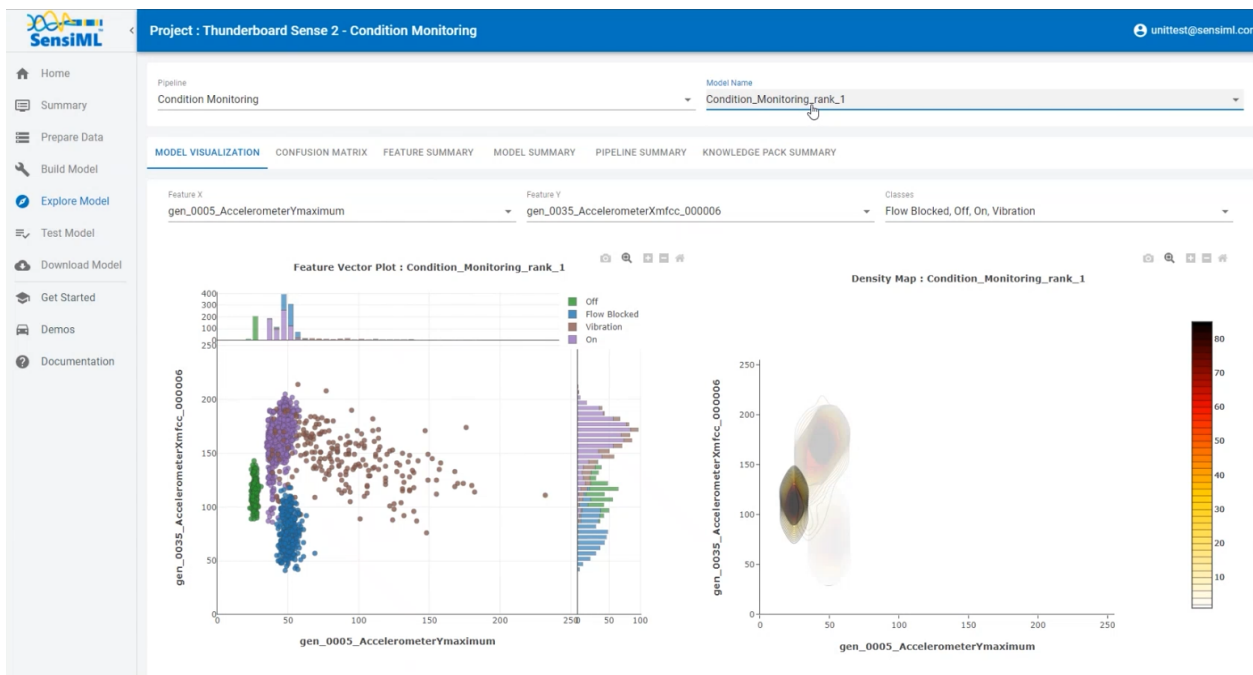 SensiML
Project : Thunderboard Sense 2 - Condition Monitoring
unittest@sensiml.con
Home
Summary
Prepare Data
Build Model
Explore Model
Test Model
Download Model
Get Started
Demos
Documentation
Pipeline
Condition Monitoring
Model Name
Condition_Monitoring_rank_1
MODEL VISUALIZATION CONFUSION MATRIX FEATURE SUMMARY MODEL SUMMARY PIPELINE SUMMARY KNOWLEDGE PACK SUMMARY
Feature X
gen_0005_AccelerometerYmaximum
Feature Y
gen_0035_AccelerometerXmfcc_000006
Classes
Flow Blocked, Off, On, Vibration
Feature Vector Plot : Condition_Monitoring_rank_1
Off
Flow Blocked
Vibration
On
400
300
200
100
0
250
200
150
100
50
0
gen_0035_AccelerometerXmfcc_000006
0 50 100 150 200 250 0 50 100
gen_0005_AccelerometerYmaximum
Density Map : Condition_Monitoring_rank_1
250
200
150
100
50
0
gen_0035_AccelerometerXmfcc_000006
0 50 100 150 200 250
gen_0005_AccelerometerYmaximum
80
70
60
50
40
30
20
10